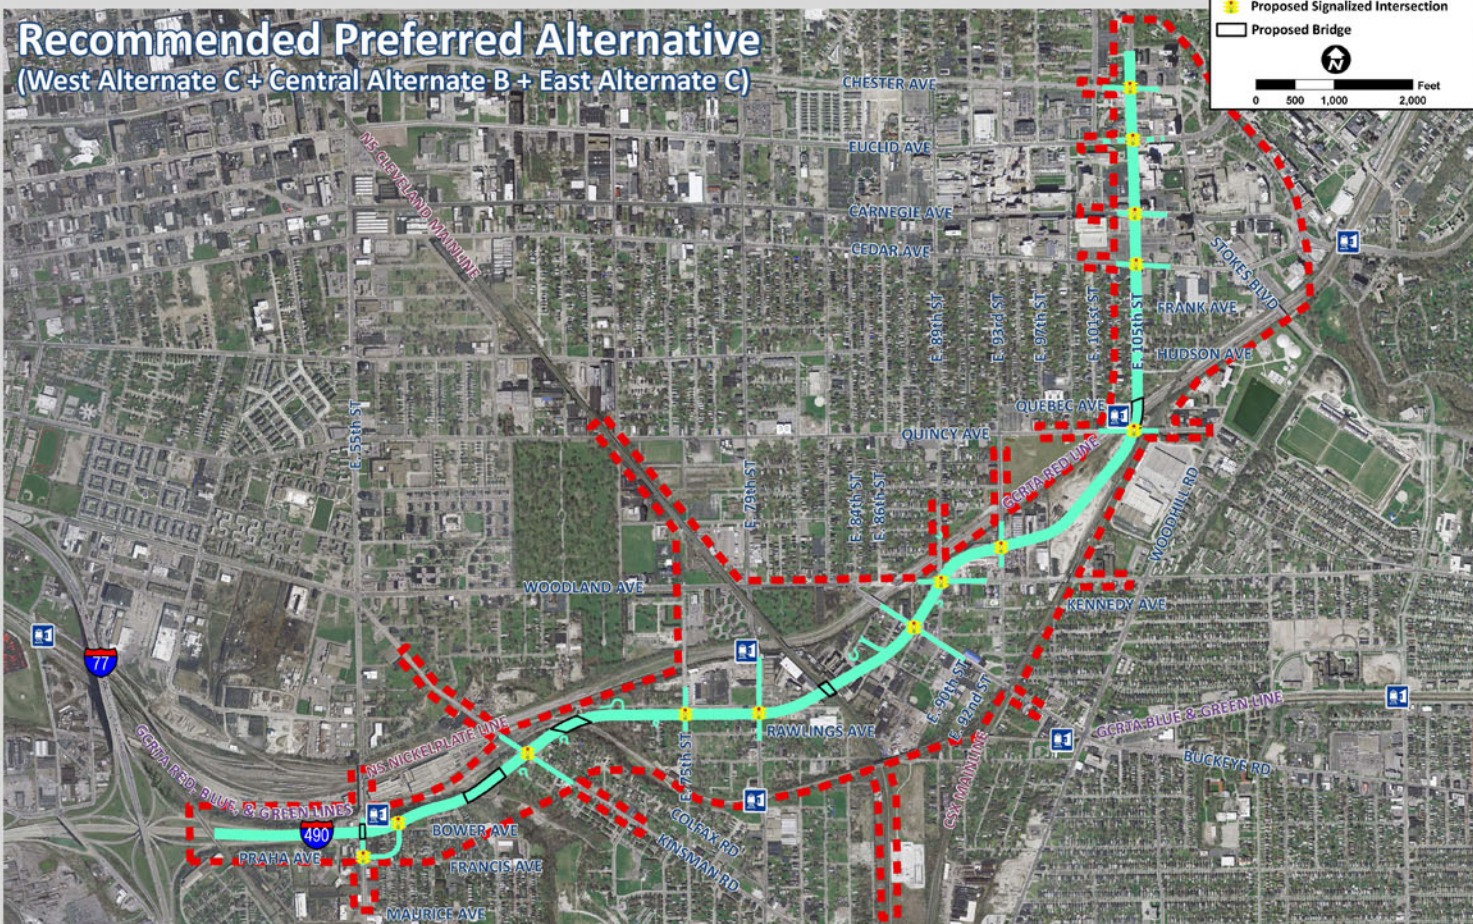 Recommended Preferred Alternative
(West Alternate C + Central Alternate B + East Alternate C)
Proposed Signalized Intersection
Proposed Bridge
N
Feet
0 500 1,000 2,000
CHESTER AVE
EUCLID AVE
CARNEGIE AVE
CEDAR AVE
NS CLEVELAND MAINLINE
STOKES BLVD
FRANK AVE
HUDSON AVE
E. 89th ST
E. 93rd ST
E. 97th ST
E. 101st ST
E. 105th ST
QUEBEC AVE
QUINCY AVE
E. 55th ST
E. 79th ST
E. 84th ST
E. 86th ST
GCRTA RED LINE
WOODHILL RD
WOODLAND AVE
KENNEDY AVE
77
E. 90th ST
E. 92nd ST
GCRTA BLUE & GREEN LINE
RAWLINGS AVE
E. 75th ST
NS NICKELPLATE LINE
GCRTA RED, BLUE, & GREEN LINES
BUCKEYE RD
CSX MAINLINE
490
BOWER AVE
COLFAX RD
KINSMAN RD
PRAHA AVE
FRANCIS AVE
MAURICE AVE